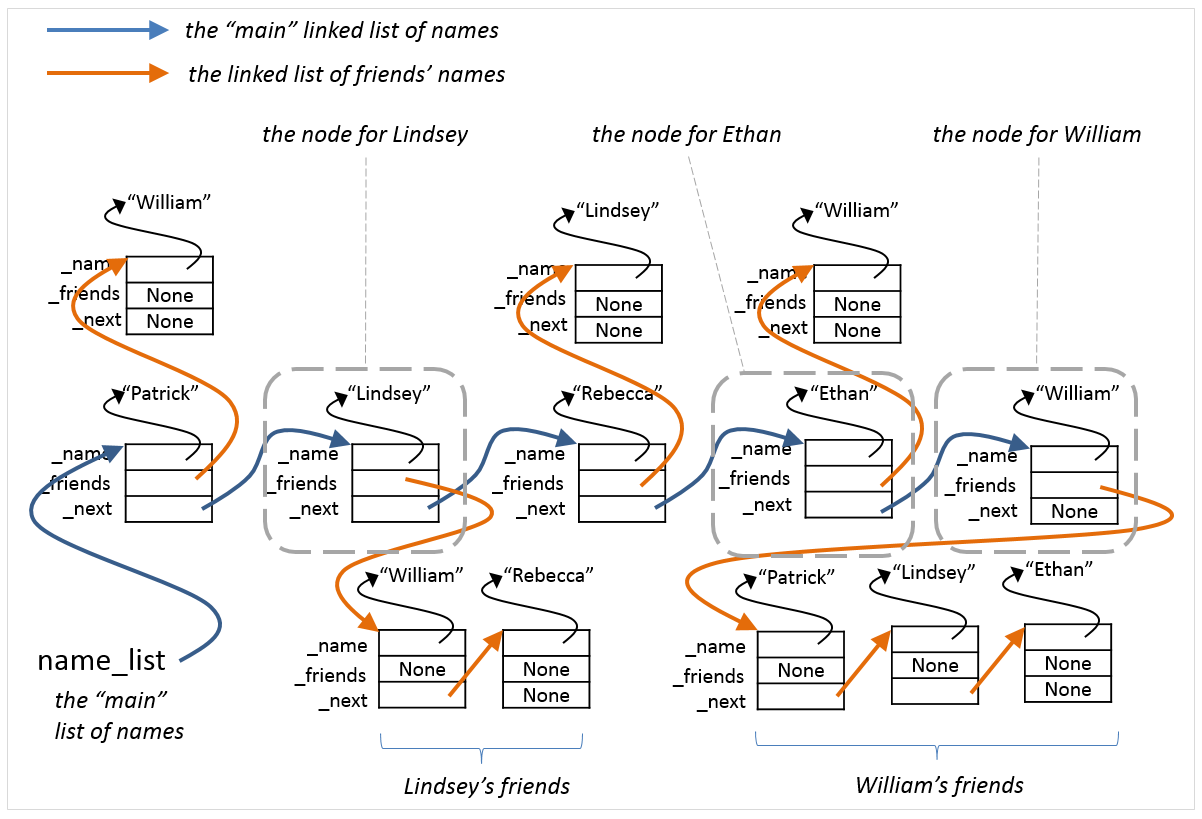 the “main” linked list of names
the linked list of friends’ names
the node for Lindsey
the node for Ethan
the node for William
“William”
_name
_friends
None
_next
None
“Lindsey”
_name
_friends
None
_next
None
“William”
_name
_friends
None
_next
None
“Patrick”
_name
_friends
_next
“Lindsey”
_name
_friends
_next
“Rebecca”
_name
_friends
_next
“Ethan”
_name
_friends
_next
“William”
_name
_friends
_next
None
name_list
the “main”
list of names
“William”
_name
_friends
None
_next
“Rebecca”
None
None
“Patrick”
_name
_friends
None
_next
“Lindsey”
None
“Ethan”
None
None
Lindsey’s friends
William’s friends